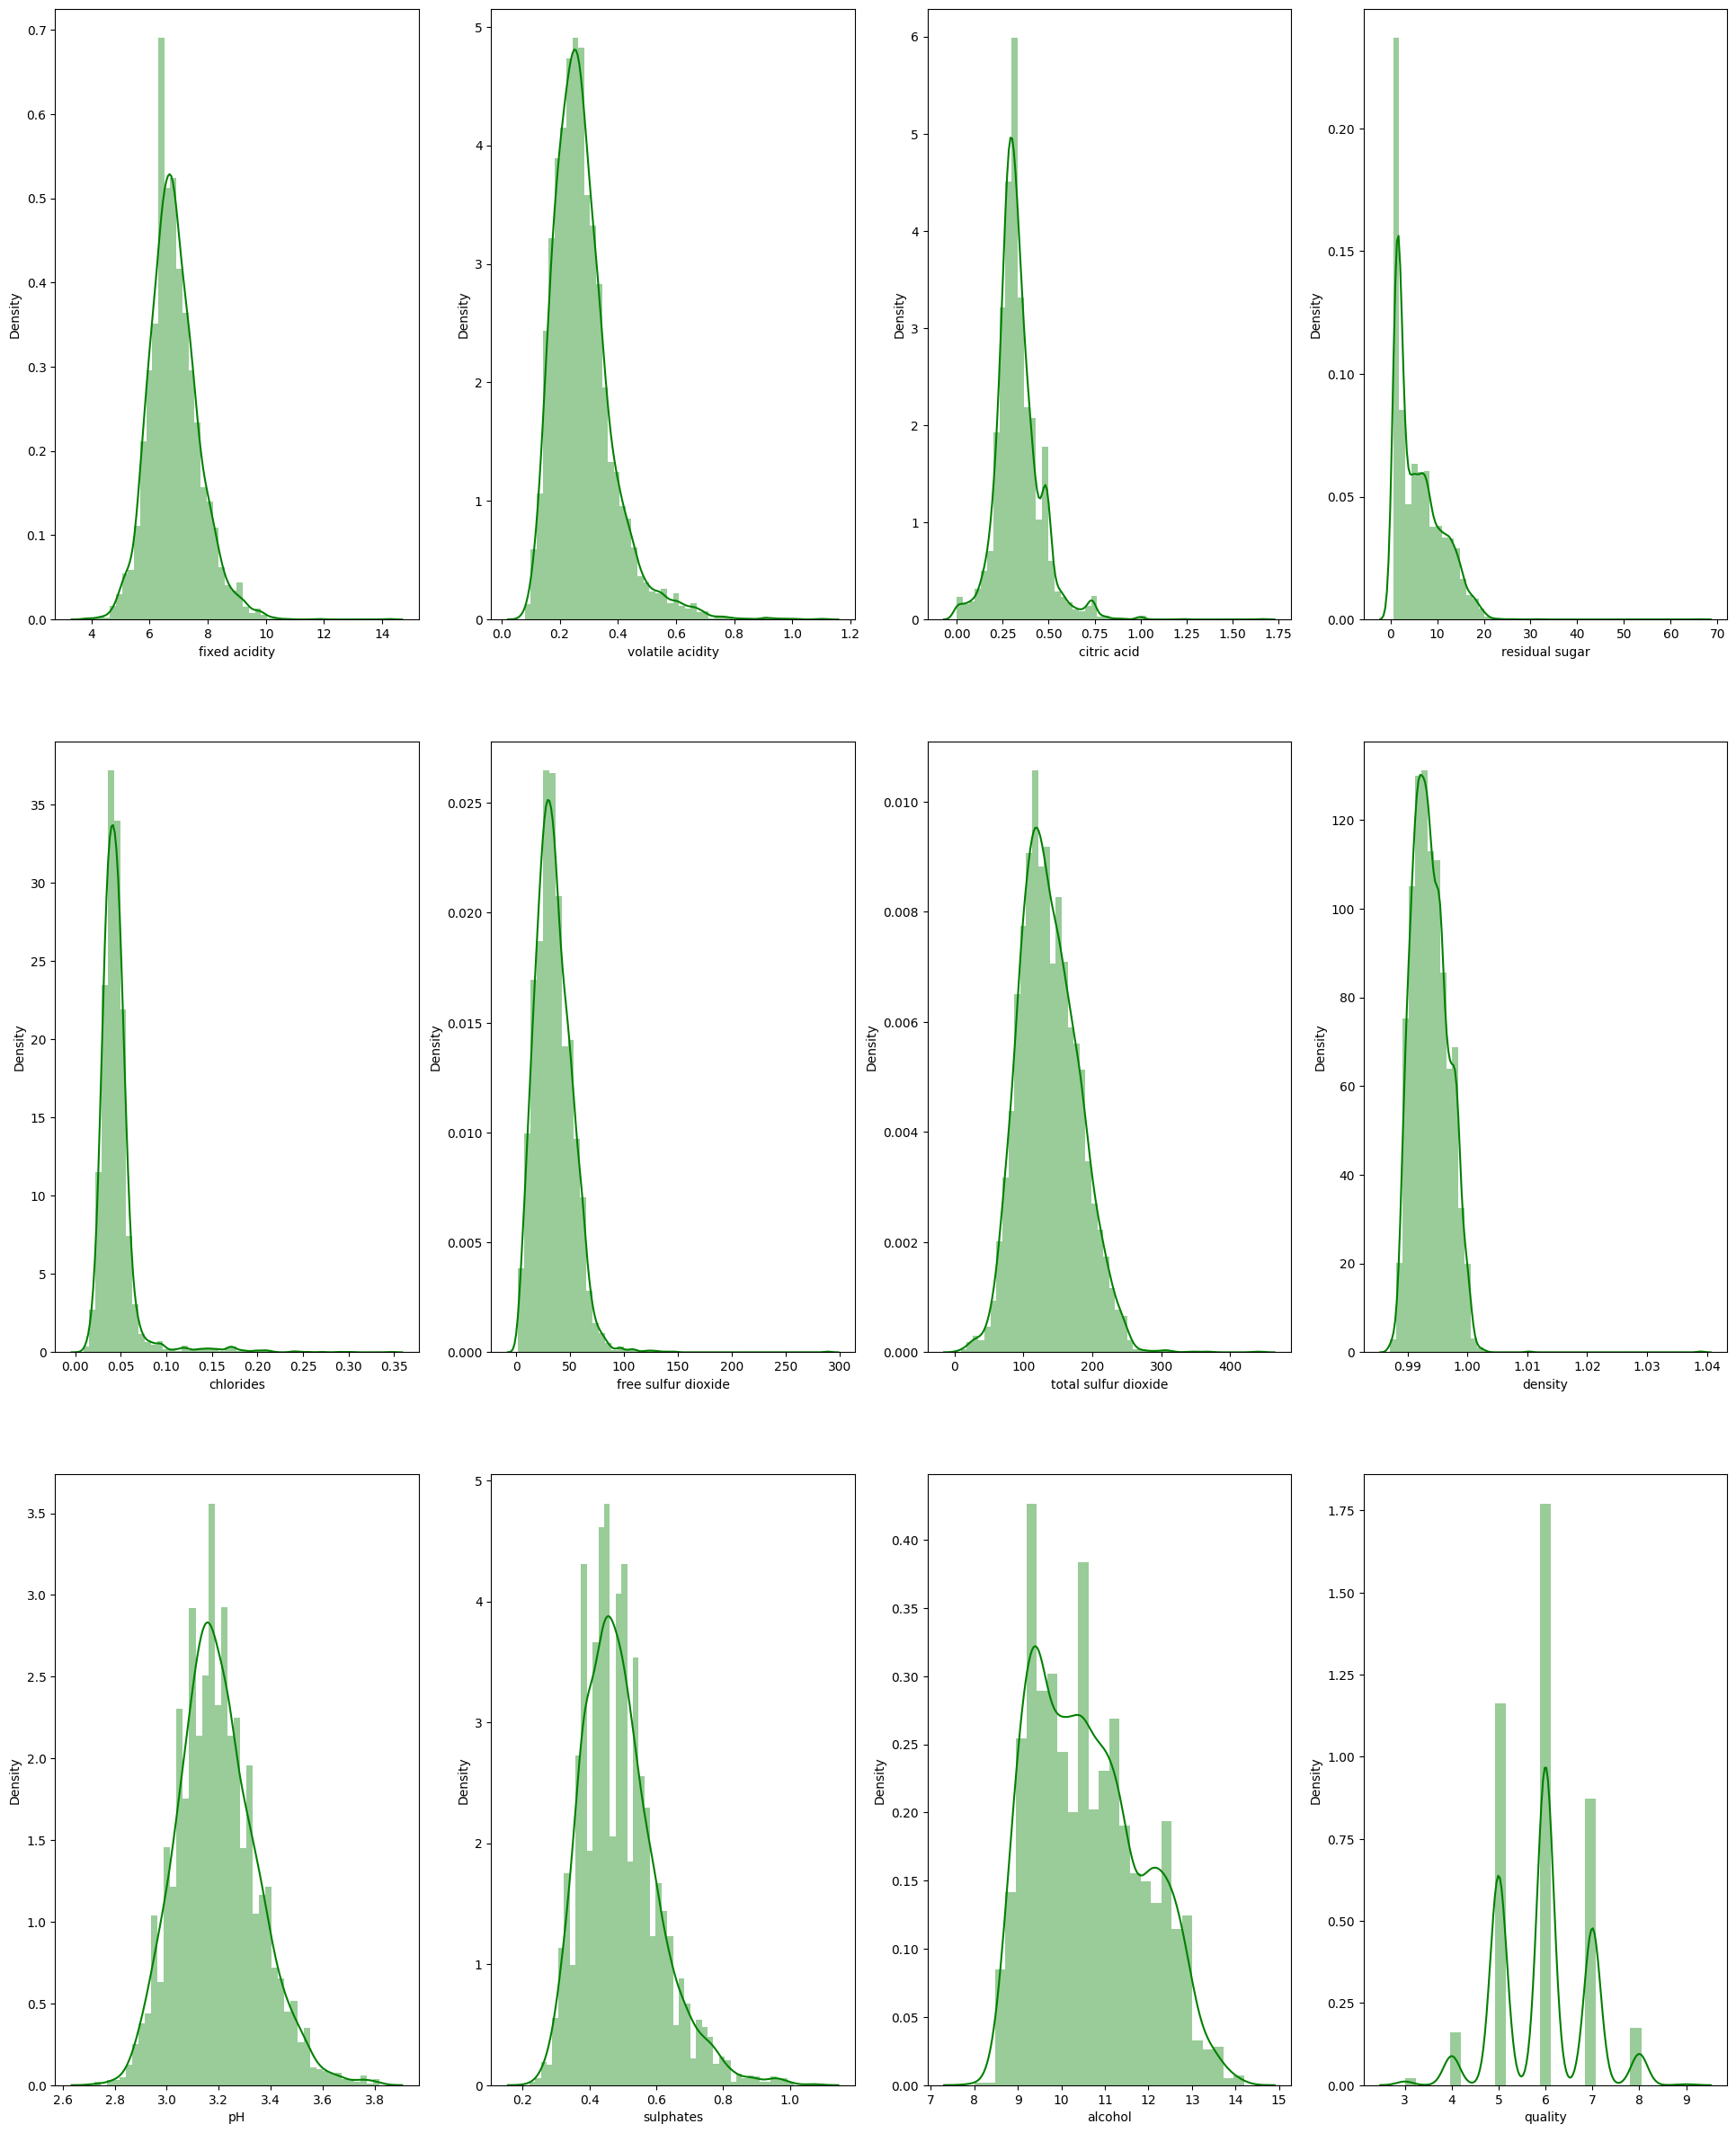 0.7
0.6
0.5
0.4
0.3
0.2
0.1
0.0
Density
4 6 8 10 12 14
fixed acidity
5
4
3
2
1
0
Density
0.0 0.2 0.4 0.6 0.8 1.0 1.2
volatile acidity
6
5
4
3
2
1
0
Density
0.00 0.25 0.50 0.75 1.00 1.25 1.50 1.75
citric acid
0.20
0.15
0.10
0.05
0.00
Density
0 10 20 30 40 50 60 70
residual sugar
35
30
25
20
15
10
5
0
Density
0.00 0.05 0.10 0.15 0.20 0.25 0.30 0.35
chlorides
0.025
0.020
0.015
0.010
0.005
0.000
Density
0 50 100 150 200 250 300
free sulfur dioxide
0.010
0.008
0.006
0.004
0.002
0.000
Density
0 100 200 300 400
total sulfur dioxide
120
100
80
60
40
20
0
Density
0.99 1.00 1.01 1.02 1.03 1.04
density
3.5
3.0
2.5
2.0
1.5
1.0
0.5
0.0
Density
2.6 2.8 3.0 3.2 3.4 3.6 3.8
pH
5
4
3
2
1
0
Density
0.2 0.4 0.6 0.8 1.0
sulphates
0.40
0.35
0.30
0.25
0.20
0.15
0.10
0.05
0.00
Density
7 8 9 10 11 12 13 14 15
alcohol
1.75
1.50
1.25
1.00
0.75
0.50
0.25
0.00
Density
3 4 5 6 7 8 9
quality